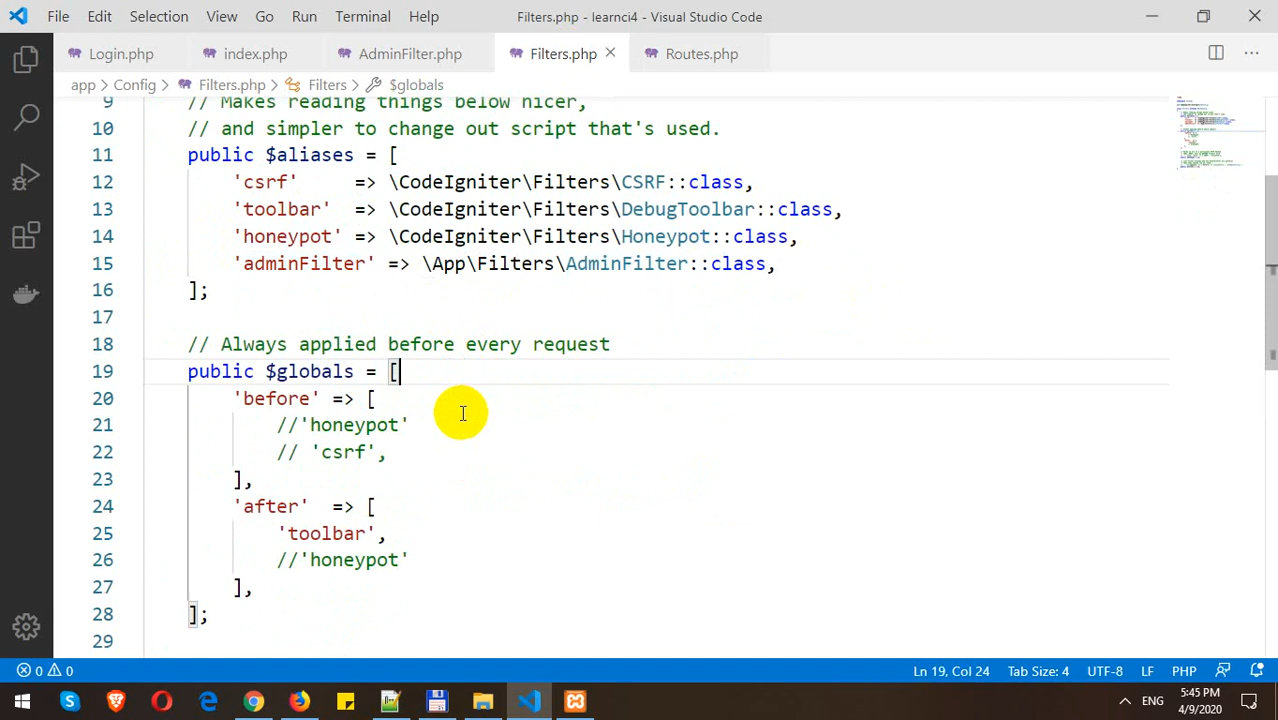 File Edit Selection View Go Run Terminal Help Filters.php - learnci4 - Visual Studio Code
Login.php index.php AdminFilter.php Filters.php Routes.php
app > Config > Filters.php > Filters > $globals
9 // Makes reading things below nicer,
10 // and simpler to change out script that's used.
11 public $aliases = [
12 'csrf' => \CodeIgniter\Filters\CSRF::class,
13 'toolbar' => \CodeIgniter\Filters\DebugToolbar::class,
14 'honeypot' => \CodeIgniter\Filters\Honeypot::class,
15 'adminFilter' => \App\Filters\AdminFilter::class,
16 ];
17
18 // Always applied before every request
19 public $globals = [
20 'before' => [
21 //'honeypot'
22 // 'csrf',
23 ],
24 'after' => [
25 'toolbar',
26 //'honeypot'
27 ],
28 ];
29
0 0 Ln 19, Col 24 Tab Size: 4 UTF-8 LF PHP
ENG 5:45 PM
4/9/2020